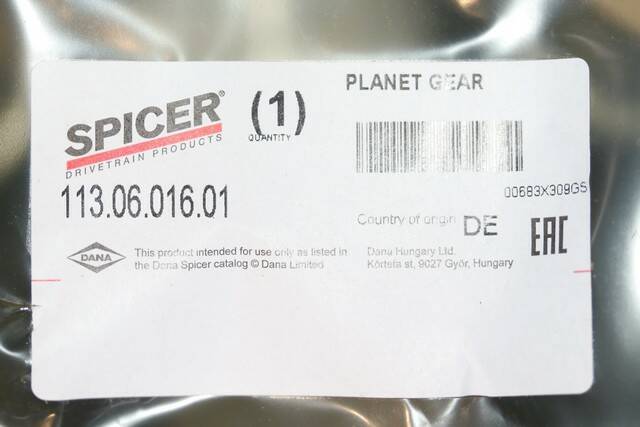 PLANET GEAR
SPICER®
DRIVETRAIN PRODUCTS
(1)
QUANTITY
113.06.016.01
00683X309G5
Country of origin DE
EAC
DANA
This product intended for use only as listed in
the Dana Spicer catalog © Dana Limited
Dana Hungary Ltd.
Körtefa st, 9027 Győr, Hungary